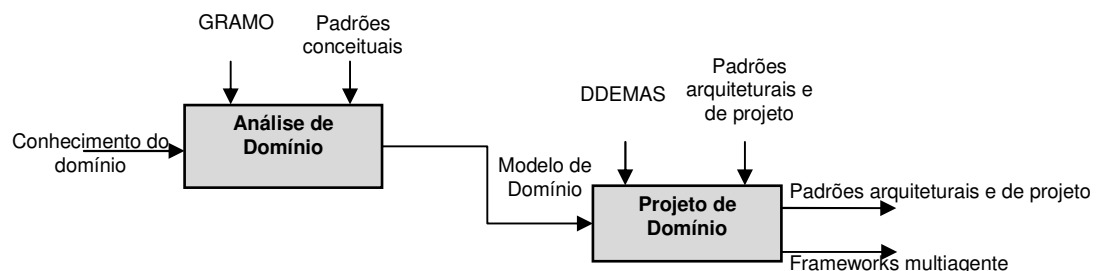 GRAMO
Padrões
conceituais
Análise de
Domínio
Conhecimento do
domínio
DDEMAS
Padrões
arquiteturais e
de projeto
Modelo de
Domínio
Projeto de
Domínio
Padrões arquiteturais e de projeto
Frameworks multiagente